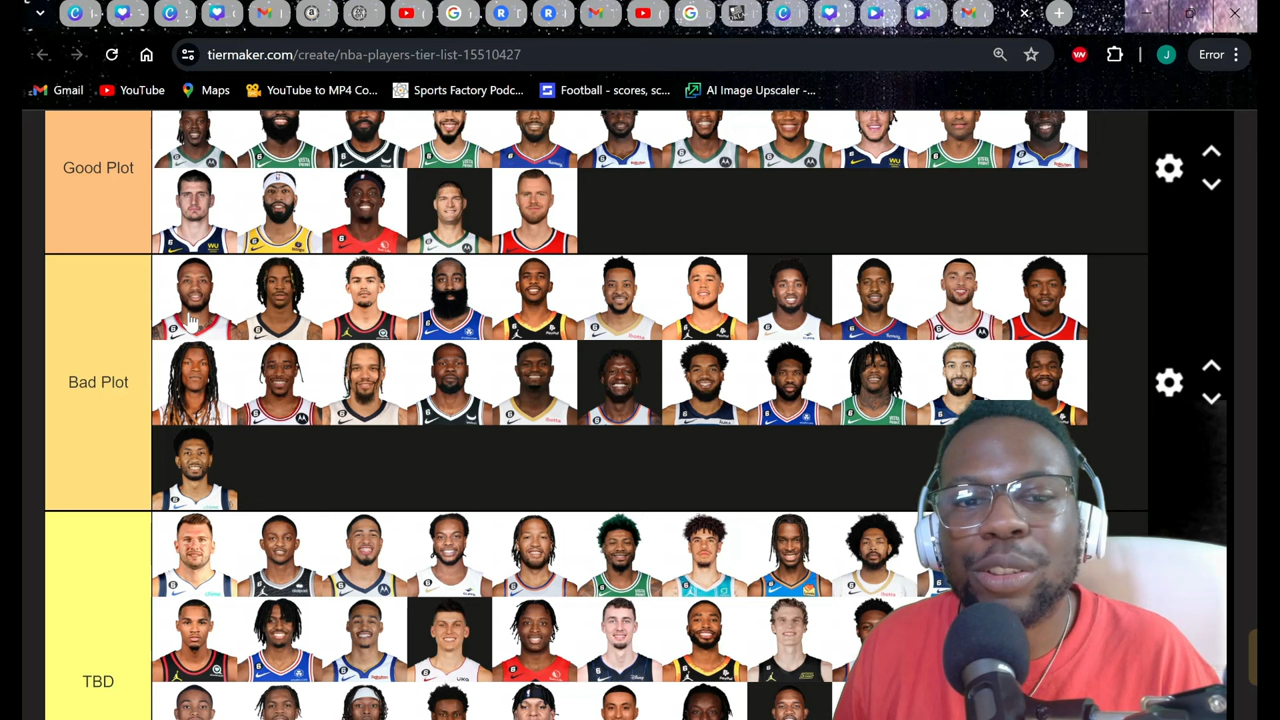 tiermaker.com/create/nba-players-tier-list-15510427
J
Error
Gmail
YouTube
Maps
YouTube to MP4 Co...
Sports Factory Podc...
Football - scores, sc...
AI Image Upscaler -...
Good Plot
Bad Plot
TBD